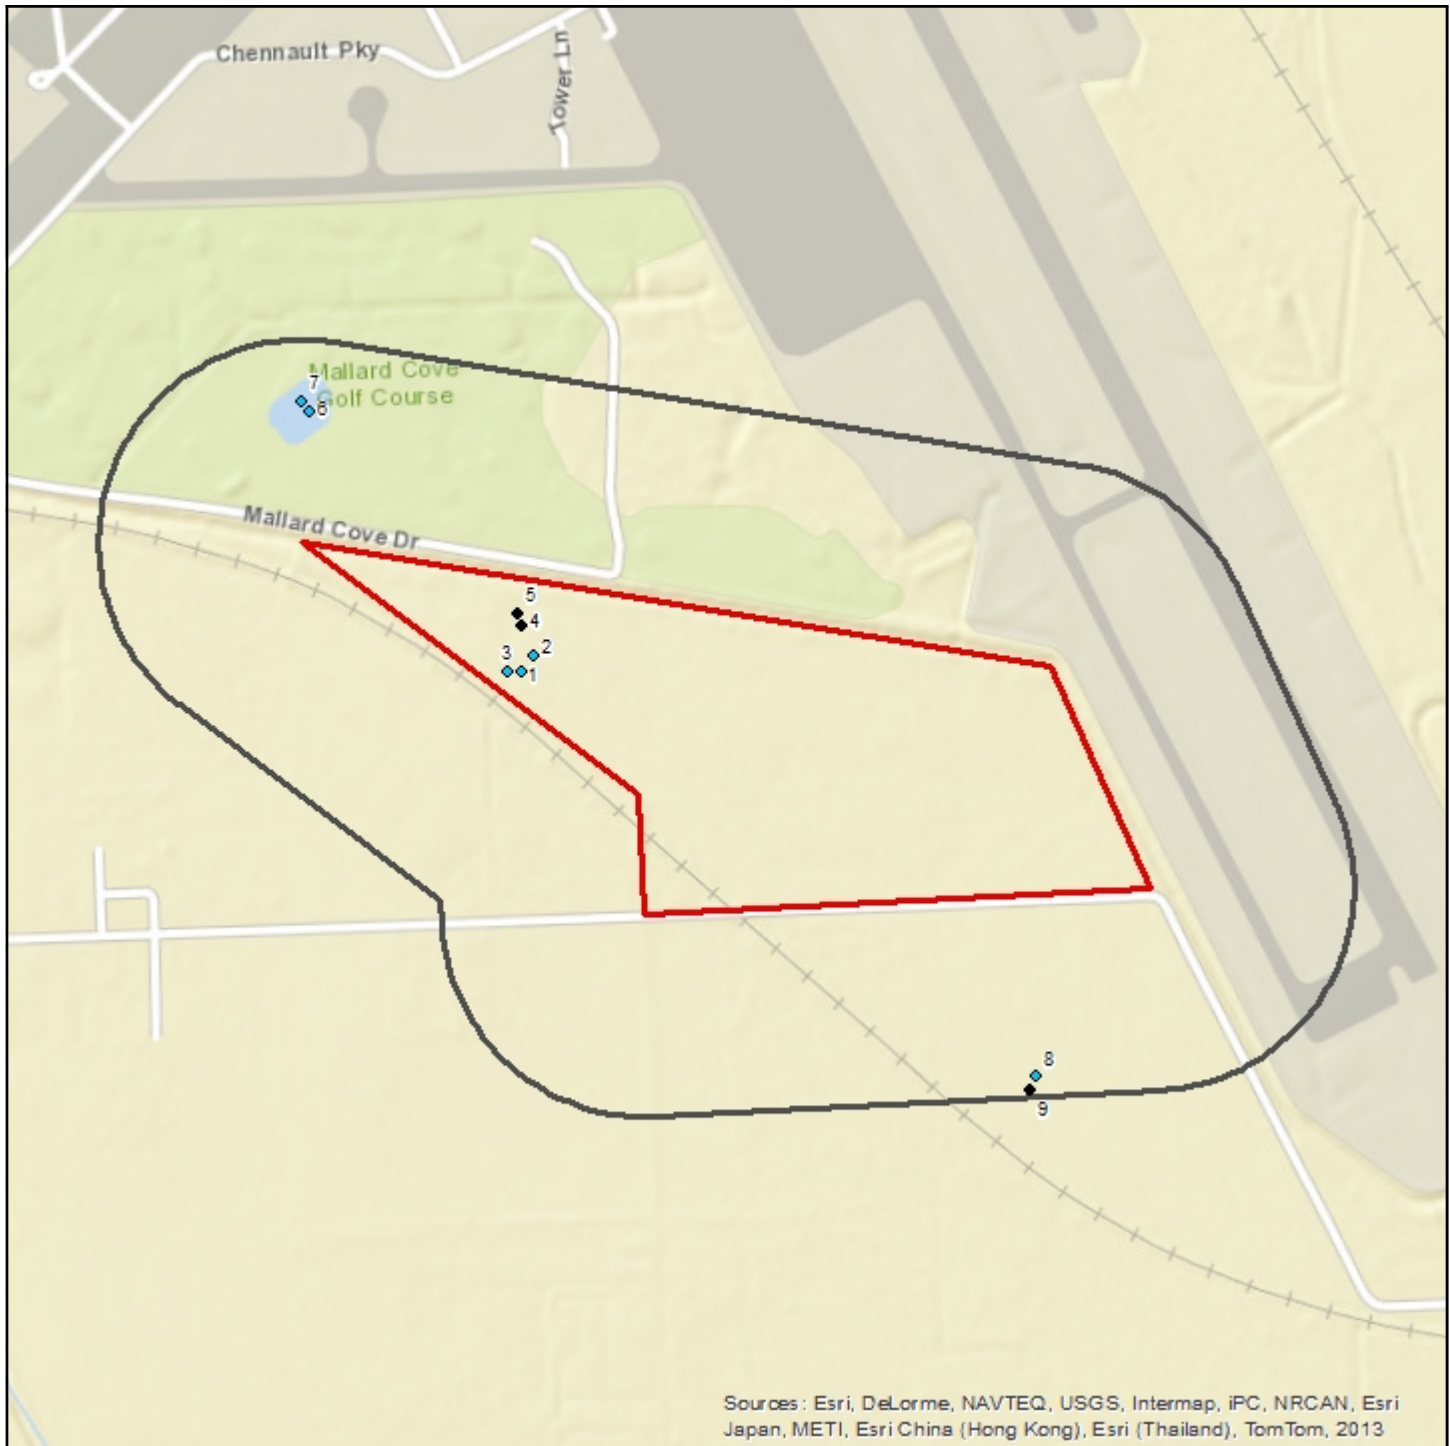 Chennault Pky
Tower Ln
Mallard Cove
Golf Course
7
6
Mallard Cove Dr
5
4
3
2
1
8
9
Sources: Esri, DeLorme, NAVTEQ, USGS, Intermap, iPC, NRCAN, Esri
Japan, METI, Esri China (Hong Kong), Esri (Thailand), TomTom, 2013